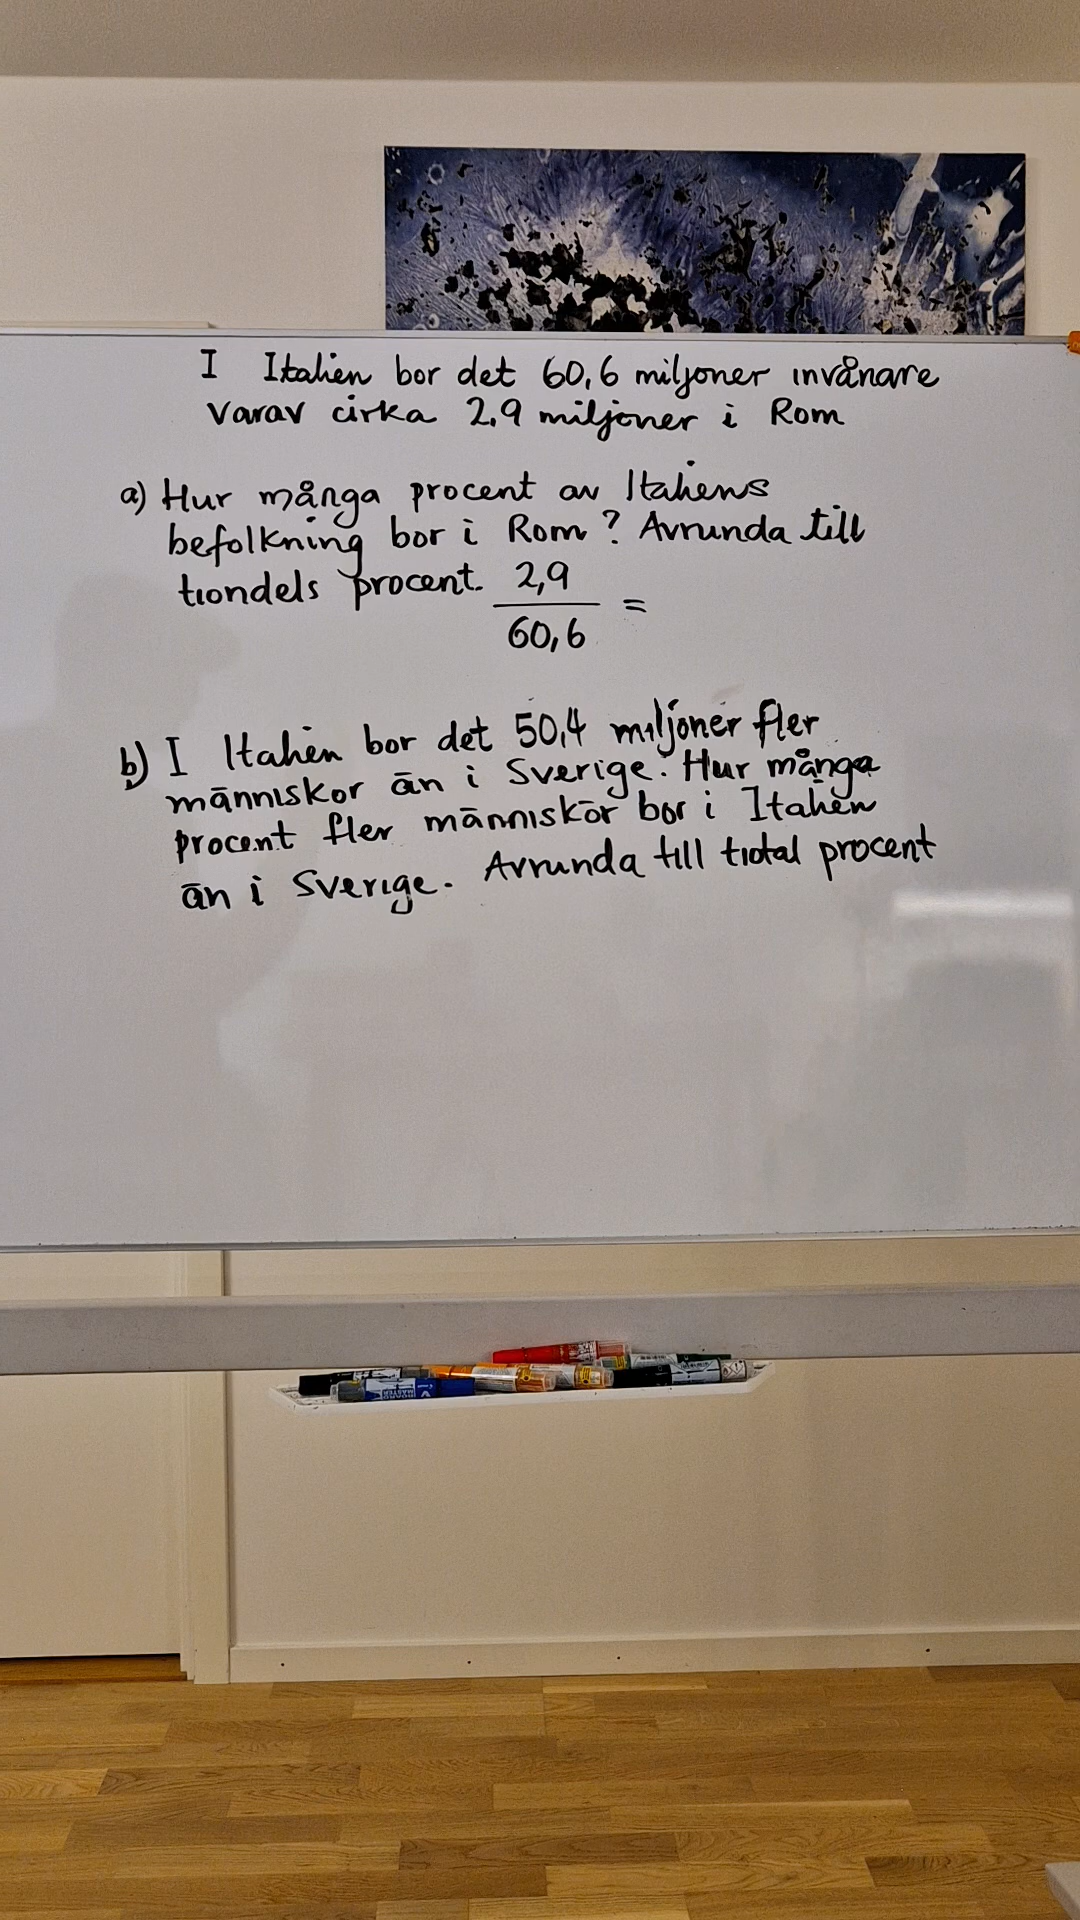 I Italien bor det 60,6 miljoner invånare
varav cirka 2,9 miljoner i Rom
a) Hur många procent av Italiens
befolkning bor i Rom? Avrunda till
tiondels procent. 2,9
60,6 =
b) I Italien bor det 50,4 miljoner fler
människor än i Sverige. Hur många
procent fler människor bor i Italien
än i Sverige. Avrunda till tiotal procent
BOARD MASTER